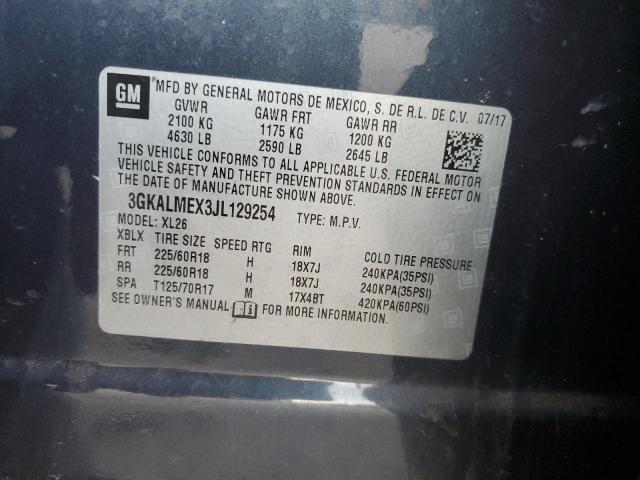 GM
MFD BY GENERAL MOTORS DE MEXICO, S. DE R.L. DE C.V. 07/17
GVWR GAWR FRT GAWR RR
2100 KG 1175 KG 1200 KG
4630 LB 2590 LB 2645 LB
THIS VEHICLE CONFORMS TO ALL APPLICABLE U.S. FEDERAL MOTOR
VEHICLE SAFETY AND THEFT PREVENTION STANDARDS IN EFFECT ON
THE DATE OF MANUFACTURE SHOWN ABOVE.
3GKALMEX3JL129254 TYPE: M.P.V.
MODEL: XL26
XBLX TIRE SIZE SPEED RTG RIM COLD TIRE PRESSURE
FRT 225/60R18 H 18X7J 240KPA(35PSI)
RR 225/60R18 H 18X7J 240KPA(35PSI)
SPA T125/70R17 M 17X4BT 420KPA(60PSI)
SEE OWNER'S MANUAL FOR MORE INFORMATION.